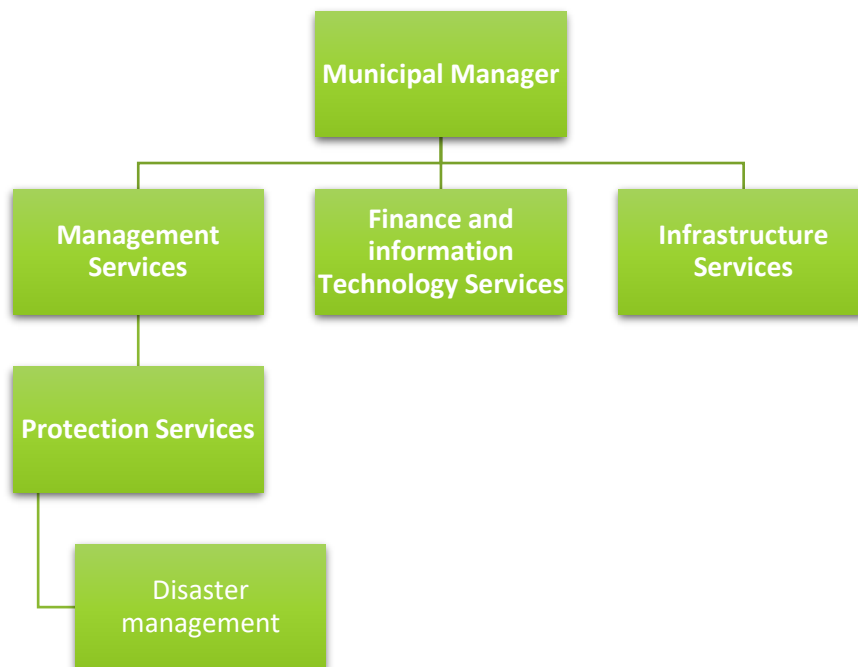 Municipal Manager
Management
Services
Finance and
information
Technology Services
Infrastructure
Services
Protection Services
Disaster
management